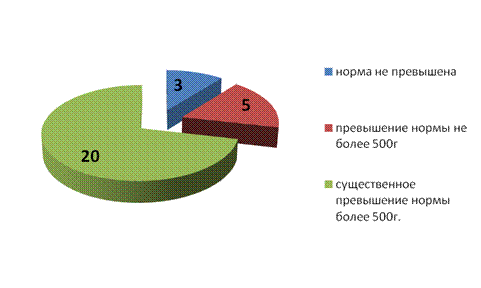 3
5
20
норма не превышена
превышение нормы не
более 500г
существенное
превышение нормы
более 500г.